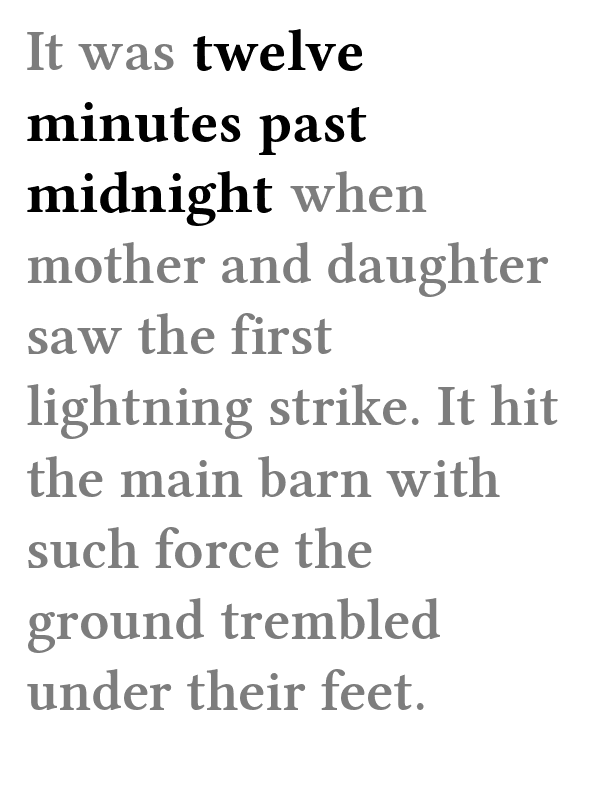 It was twelve
minutes past
midnight when
mother and daughter
saw the first
lightning strike. It hit
the main barn with
such force the
ground trembled
under their feet.